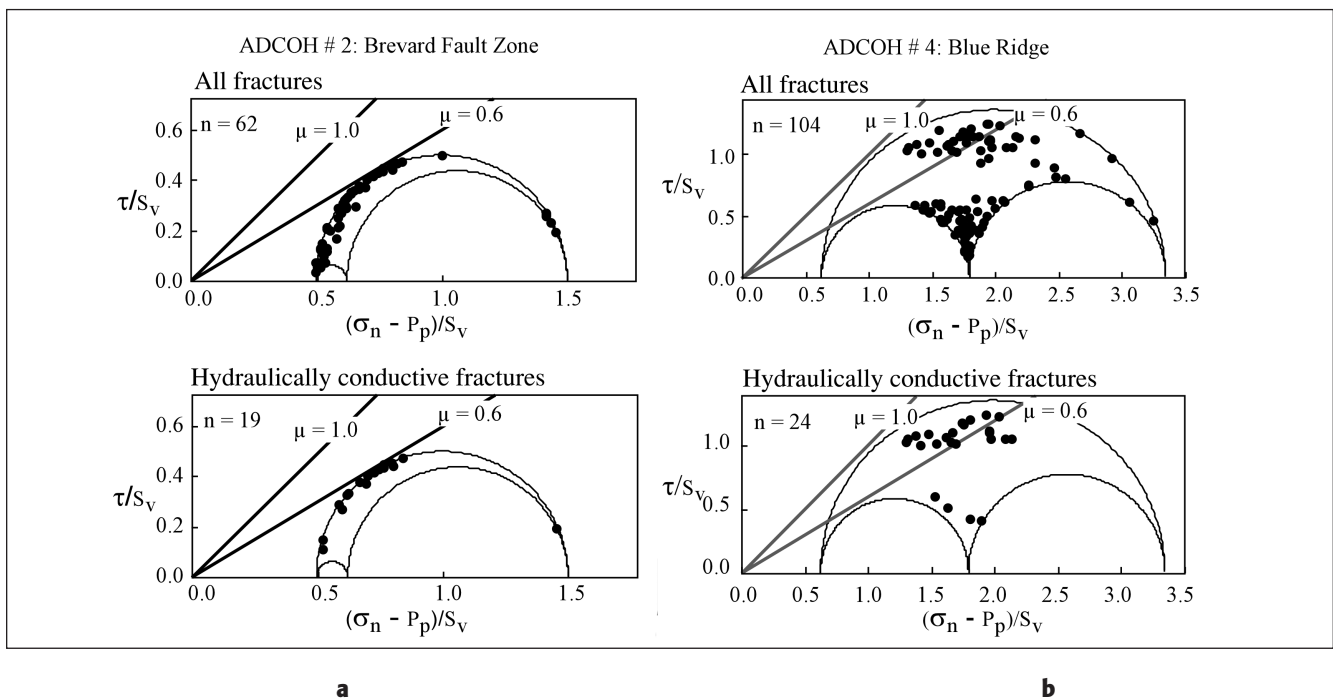 ADCOH # 2: Brevard Fault Zone
All fractures
n = 62
μ = 1.0
μ = 0.6
0.6
0.4
0.2
0.0
τ/Sv
0.0 0.5 1.0 1.5
(σn - Pp)/Sv
Hydraulically conductive fractures
n = 19
μ = 1.0
μ = 0.6
0.6
0.4
0.2
0.0
τ/Sv
0.0 0.5 1.0 1.5
(σn - Pp)/Sv
a
ADCOH # 4: Blue Ridge
All fractures
n = 104
μ = 1.0
μ = 0.6
1.0
0.5
0.0
τ/Sv
0.0 0.5 1.0 1.5 2.0 2.5 3.0 3.5
(σn - Pp)/Sv
Hydraulically conductive fractures
n = 24
μ = 1.0
μ = 0.6
1.0
0.5
0.0
τ/Sv
0.0 0.5 1.0 1.5 2.0 2.5 3.0 3.5
(σn - Pp)/Sv
b